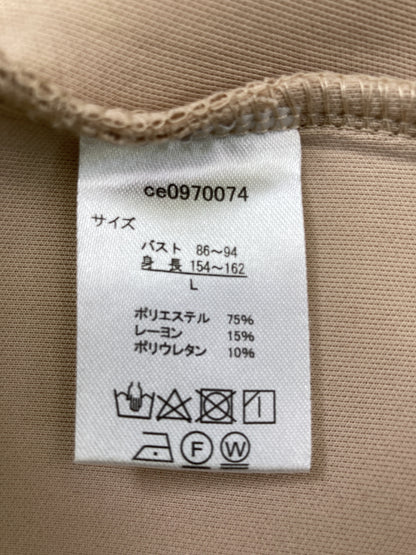 ce0970074
サイズ
バスト 86～94
身 長 154～162
L
ポリエステル 75%
レーヨン 15%
ポリウレタン 10%
F W